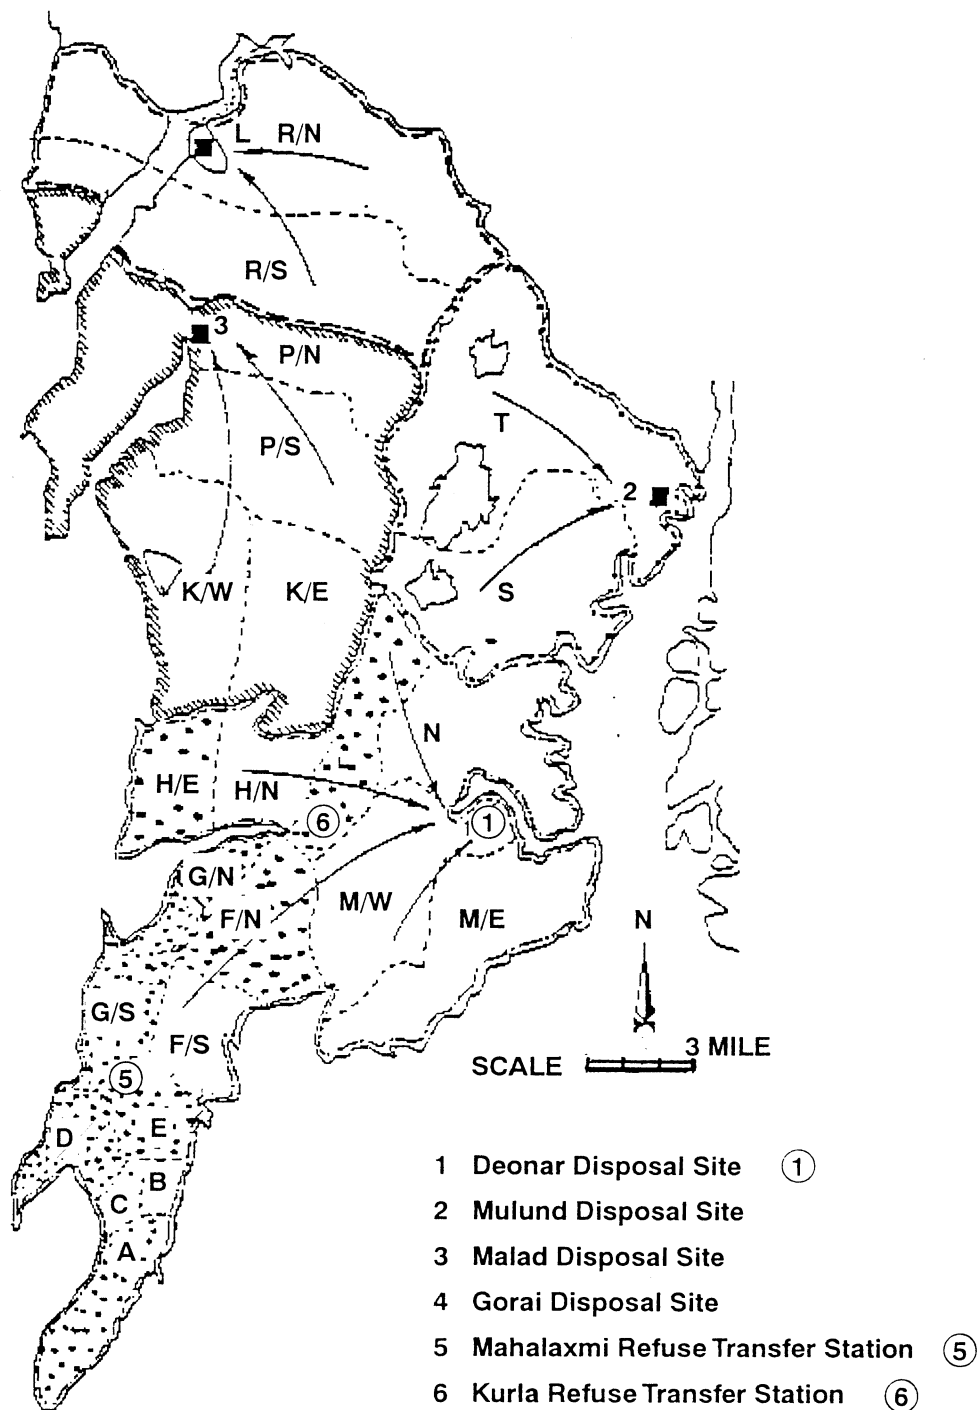 L R/N
R/S
3
P/N
P/S
T
2
K/W K/E
S
N
L
H/E H/N
6
1
G/N
F/N
M/W M/E
N
G/S
F/S
3 MILE
SCALE
5
D E
B
C
A
1 Deonar Disposal Site 1
2 Mulund Disposal Site
3 Malad Disposal Site
4 Gorai Disposal Site
5 Mahalaxmi Refuse Transfer Station 5
6 Kurla Refuse Transfer Station 6